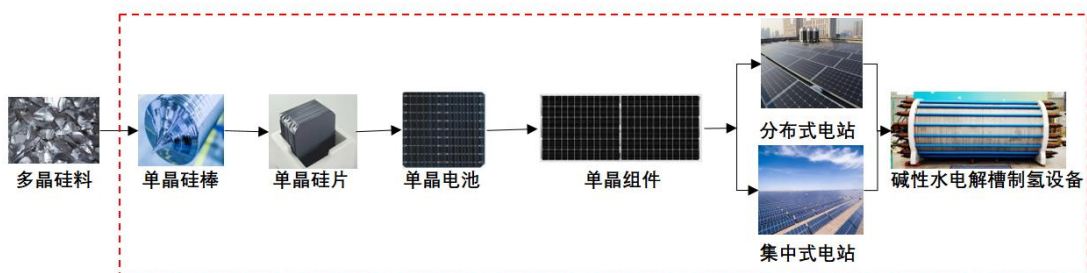 多晶硅料
单晶硅棒
单晶硅片
单晶电池
单晶组件
分布式电站
集中式电站
碱性水电解槽制氢设备